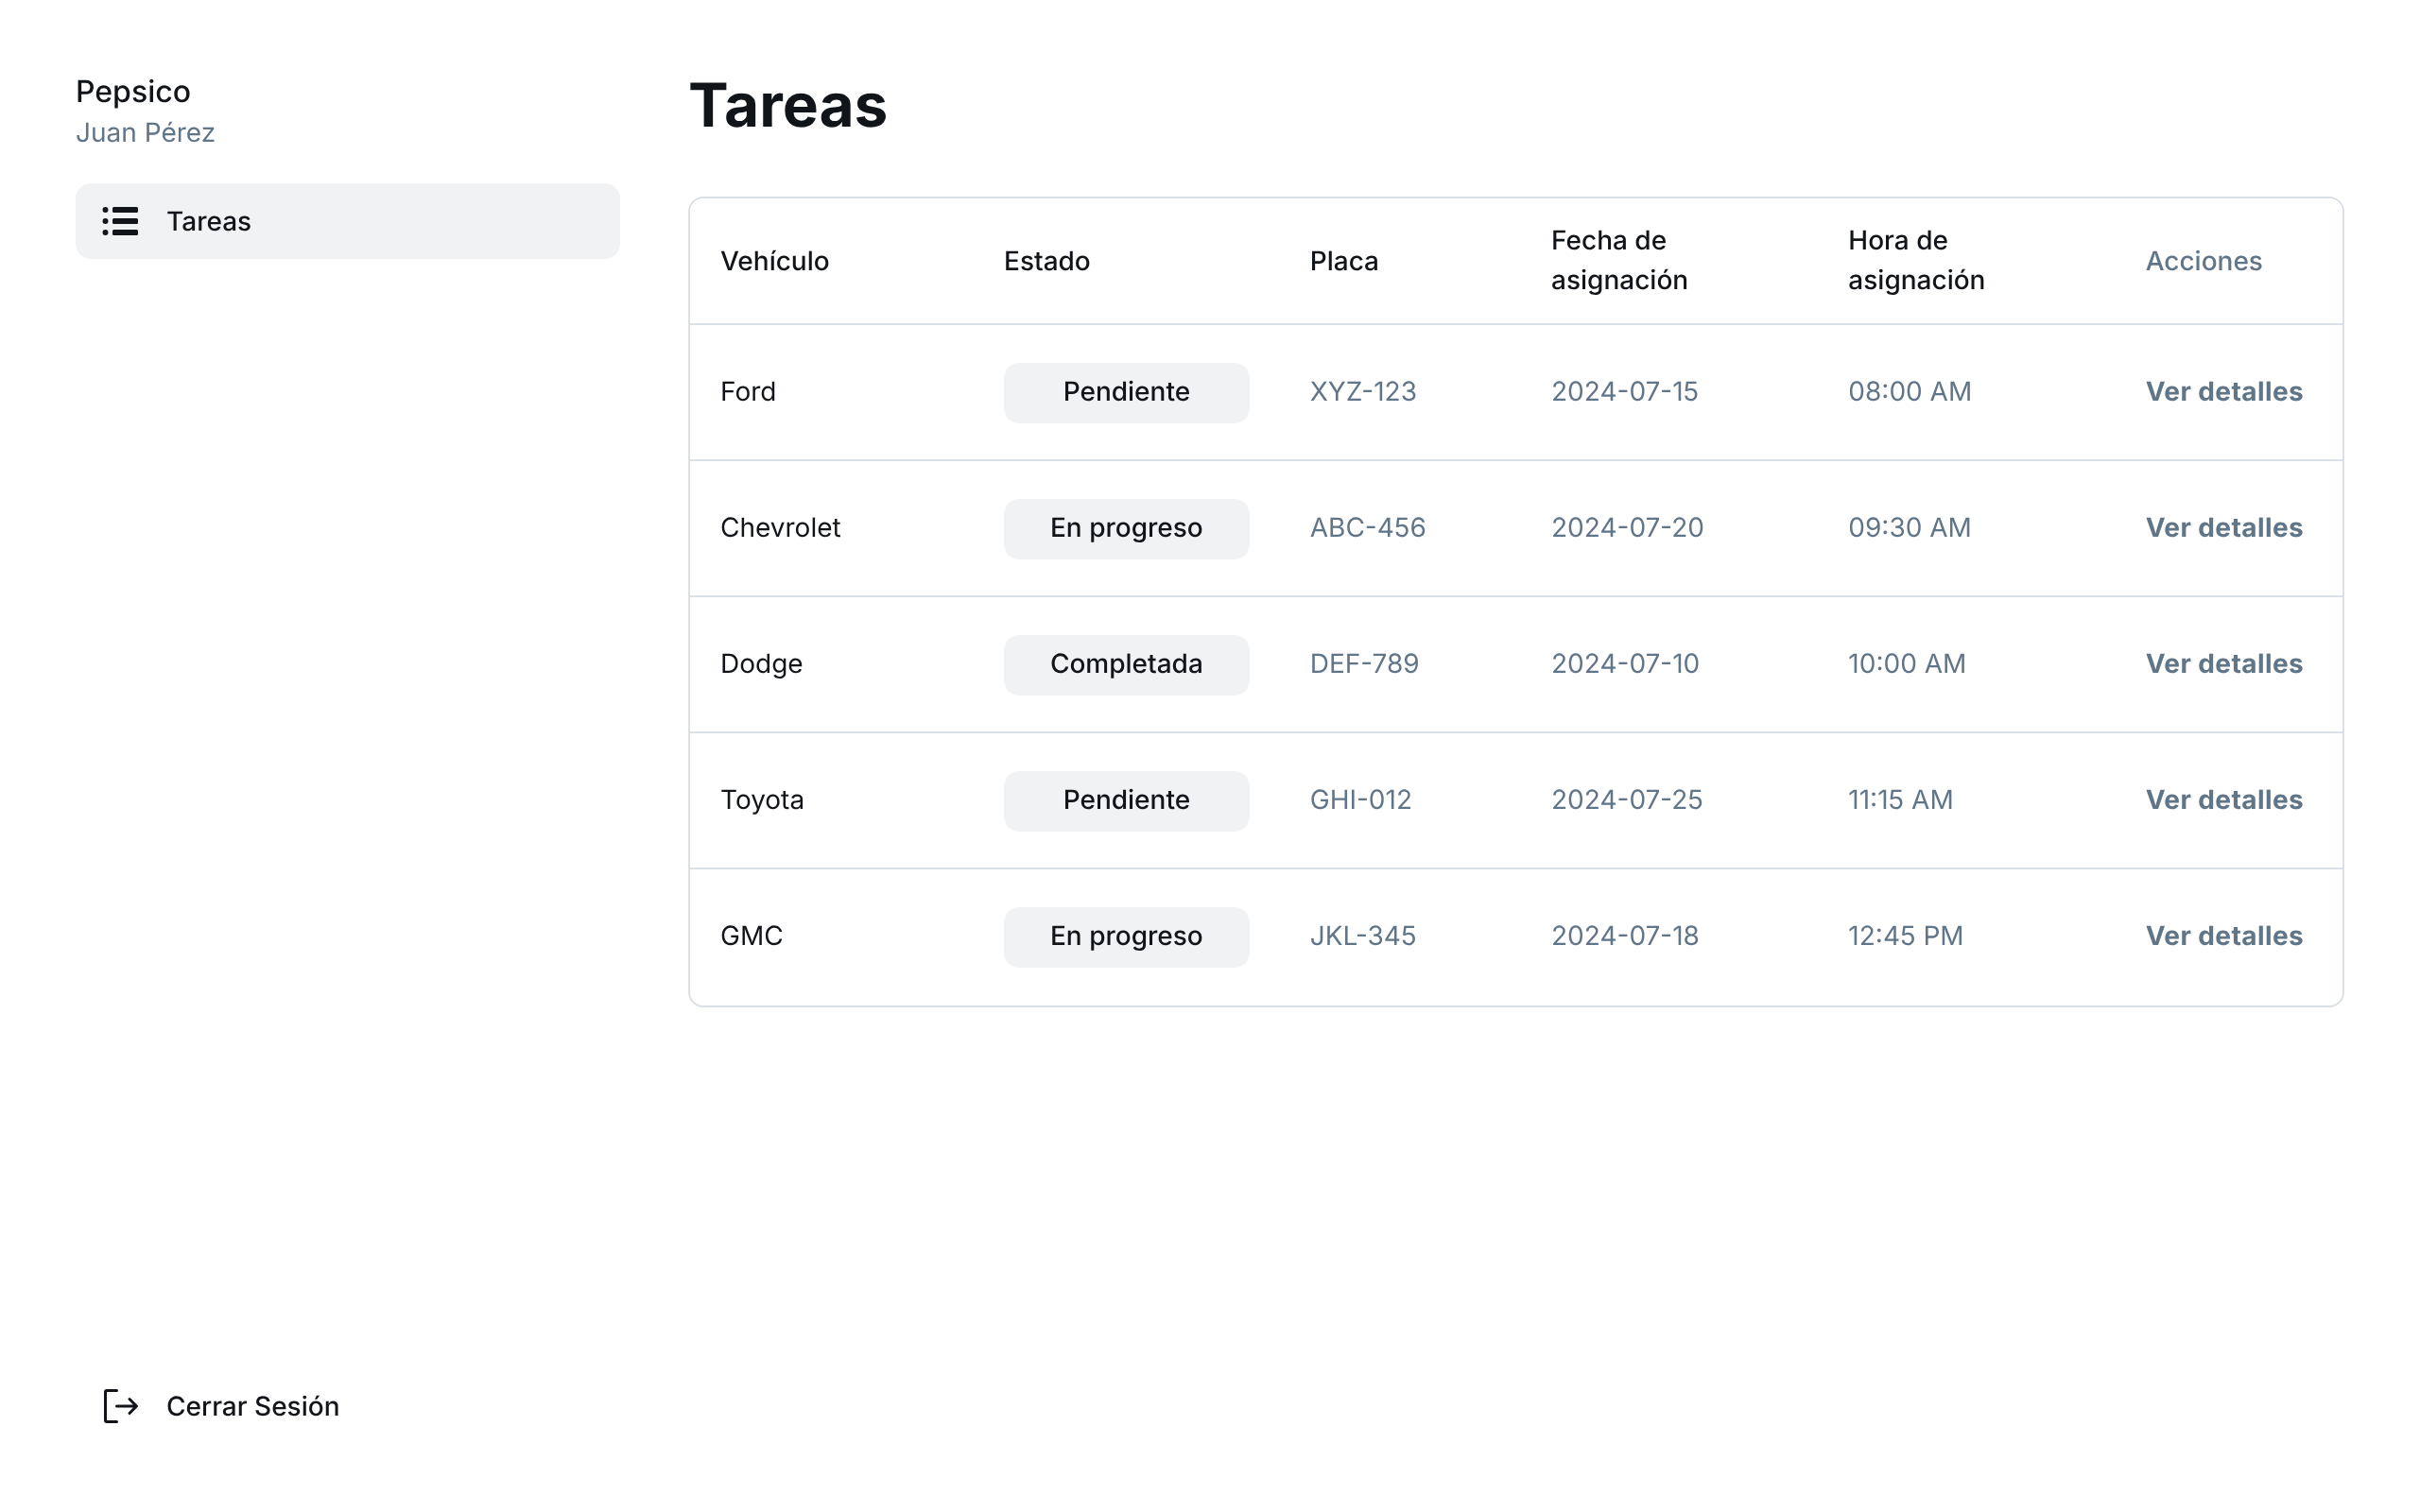 Pepsico
Juan Pérez
Tareas
Cerrar Sesión
Tareas
Vehículo Estado Placa Fecha de asignación Hora de asignación Acciones
Ford Pendiente XYZ-123 2024-07-15 08:00 AM Ver detalles
Chevrolet En progreso ABC-456 2024-07-20 09:30 AM Ver detalles
Dodge Completada DEF-789 2024-07-10 10:00 AM Ver detalles
Toyota Pendiente GHI-012 2024-07-25 11:15 AM Ver detalles
GMC En progreso JKL-345 2024-07-18 12:45 PM Ver detalles